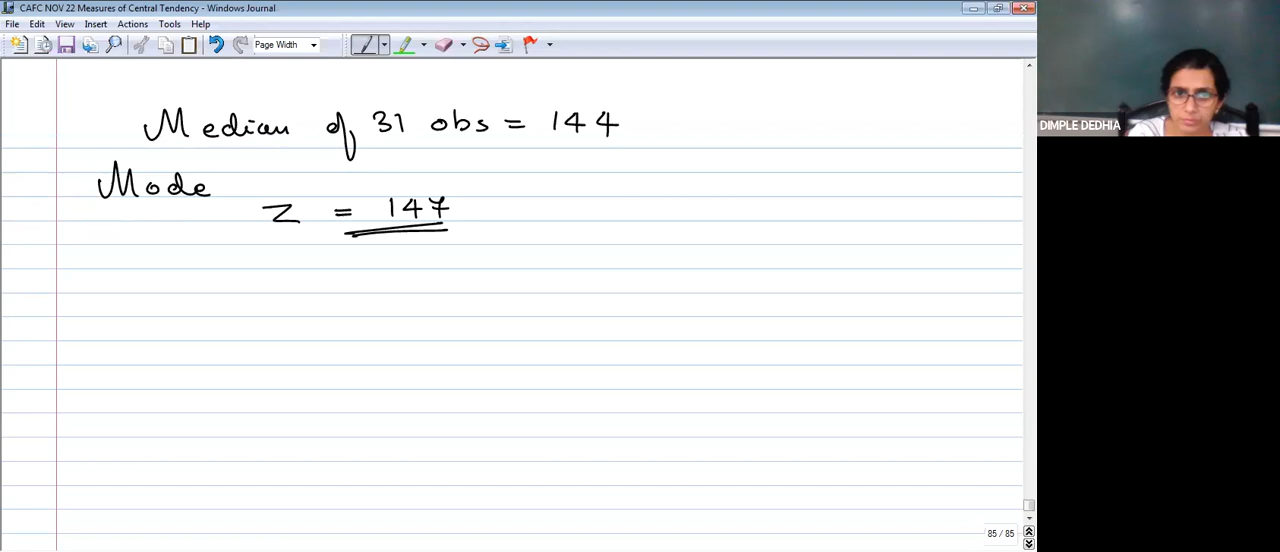 CAFC NOV 22 Measures of Central Tendency - Windows Journal
File Edit View Insert Actions Tools Help
Page Width
Median of 31 obs = 144
Mode
Z = 147
85 / 85
DIMPLE DEDHIA